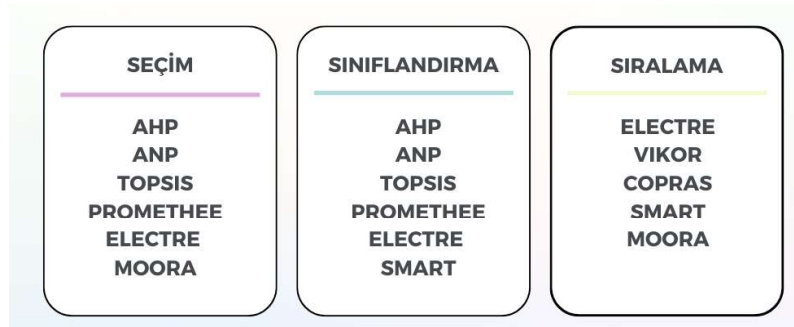 SEÇİM
AHP
ANP
TOPSIS
PROMETHEE
ELECTRE
MOORA
SINIFLANDIRMA
AHP
ANP
TOPSIS
PROMETHEE
ELECTRE
SMART
SIRALAMA
ELECTRE
VIKOR
COPRAS
SMART
MOORA